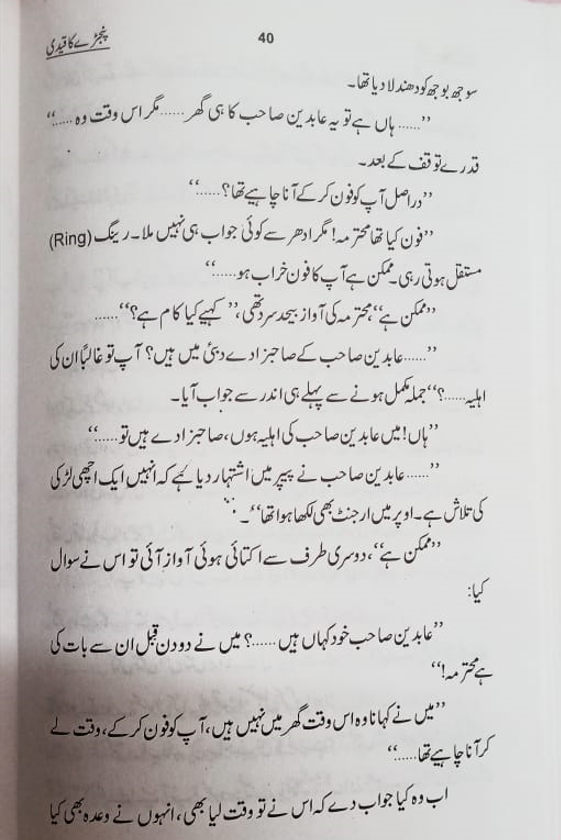 پنجڑے کا قیدی
40
سوجھ بوجھ کو دھندلا دیا تھا۔
’’...... ہاں ہے تو یہ عابدین صاحب کا ہی گھر ...... مگر اس وقت وہ ......‘‘
قدرے توقف کے بعد۔
’’دراصل آپ کو فون کر کے آنا چاہیے تھا؟......‘‘
’’فون کیا تھا محترمہ! مگر ادھر سے کوئی جواب ہی نہیں ملا۔ رینگ (Ring)
مستقل ہوتی رہی۔ ممکن ہے آپ کا فون خراب ہو......‘‘
’’ممکن ہے‘‘، محترمہ کی آواز بیحد سرد تھی، ’’کہیے کیا کام ہے؟‘‘......
’’......عابدین صاحب کے صاحبزادے دبئی میں ہیں؟ آپ تو غالباً ان کی
اہلیہ......؟‘‘ جملہ مکمل ہونے سے پہلے ہی اندر سے جواب آیا۔
’’ہاں! میں عابدین صاحب کی اہلیہ ہوں، صاحبزادے ہیں تو......‘‘
’’......عابدین صاحب نے پیپر میں اشتہار دیا ہے کہ انہیں ایک اچھی لڑکی
کی تلاش ہے۔ اوپر میں ارجنٹ بھی لکھا ہوا تھا‘‘۔
’’ممکن ہے‘‘، دوسری طرف سے اکتائی ہوئی آواز آئی تو اس نے سوال
کیا:
’’عابدین صاحب خود کہاں ہیں ......؟ میں نے دو دن قبل ان سے بات کی
ہے محترمہ!‘‘
’’میں نے کہا نا وہ اس وقت گھر میں نہیں ہیں، آپ کو فون کر کے، وقت لے
کر آنا چاہیے تھا......‘‘
اب وہ کیا جواب دے کہ اس نے تو وقت لیا بھی، انہوں نے وعدہ بھی کیا